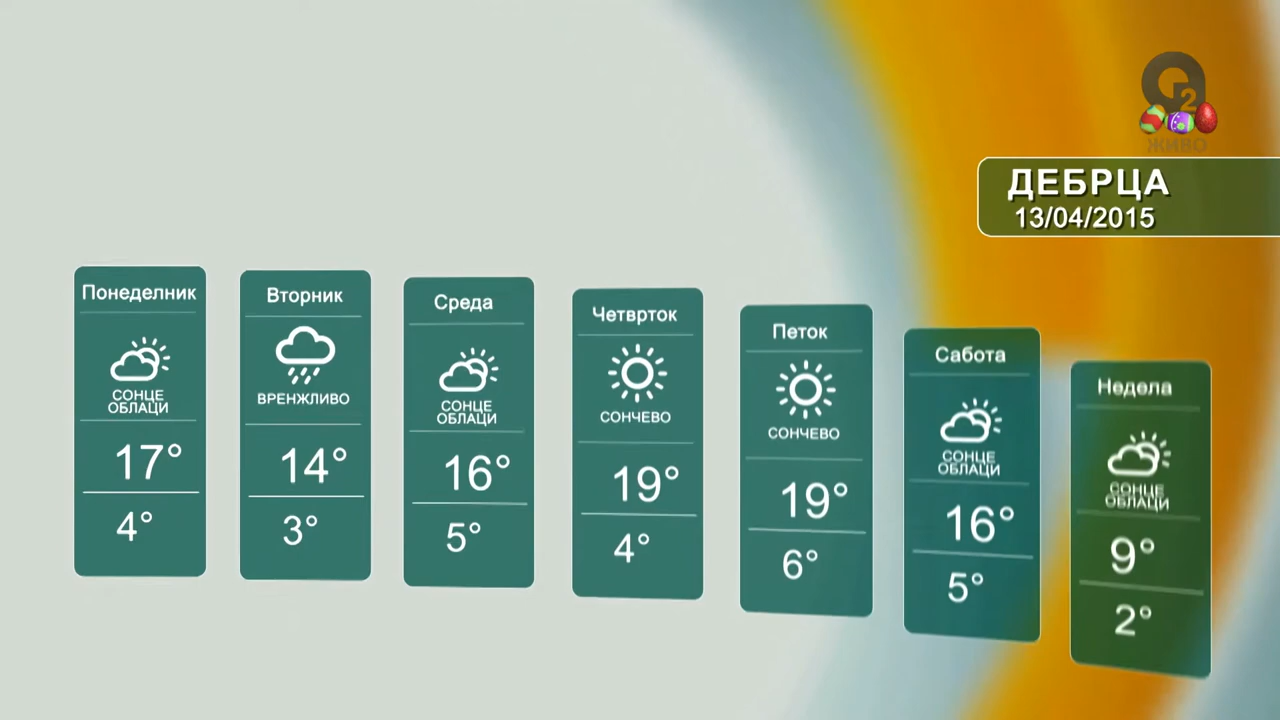 2
ЖИВО
ДЕБРЦА
13/04/2015
Понеделник
СОНЦЕ
ОБЛАЦИ
17°
4°
Вторник
ВРЕНЖЛИВО
14°
3°
Среда
СОНЦЕ
ОБЛАЦИ
16°
5°
Четврток
СОНЧЕВО
19°
4°
Петок
СОНЧЕВО
19°
6°
Сабота
СОНЦЕ
ОБЛАЦИ
16°
5°
Недела
СОНЦЕ
ОБЛАЦИ
9°
2°